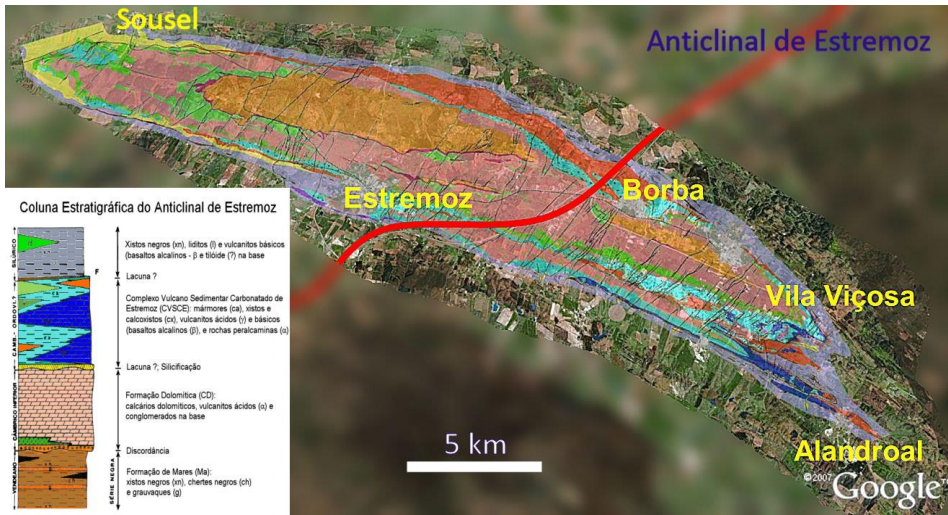 Sousel
Anticlinal de Estremoz
Estremoz
Borba
Vila Viçosa
Alandroal
5 km
©2007 Google™
Coluna Estratigráfica do Anticlinal de Estremoz
SILÚRICO
Xistos negros (xn), liditos (l) e vulcanitos básicos
(basaltos alcalinos - β e tilóide (?) na base
F
Lacuna ?
CAMB.- ORDOV.?
Complexo Vulcano Sedimentar Carbonatado de
Estremoz (CVSCE): mármores (ca), xistos e
calcoxistos (cx), vulcanitos ácidos (γ) e básicos
(basaltos alcalinos (β), e rochas peralcaminas (α)
Lacuna ?; Silicificação
CÂMBRICO INFERIOR
Formação Dolomítica (CD):
calcários dolomíticos, vulcanitos ácidos (α) e
conglomerados na base
Discordância
VENDEANO
SÉRIE NEGRA
Formação de Mares (Ma):
xistos negros (xn), chertes negros (ch)
e grauvaques (g)